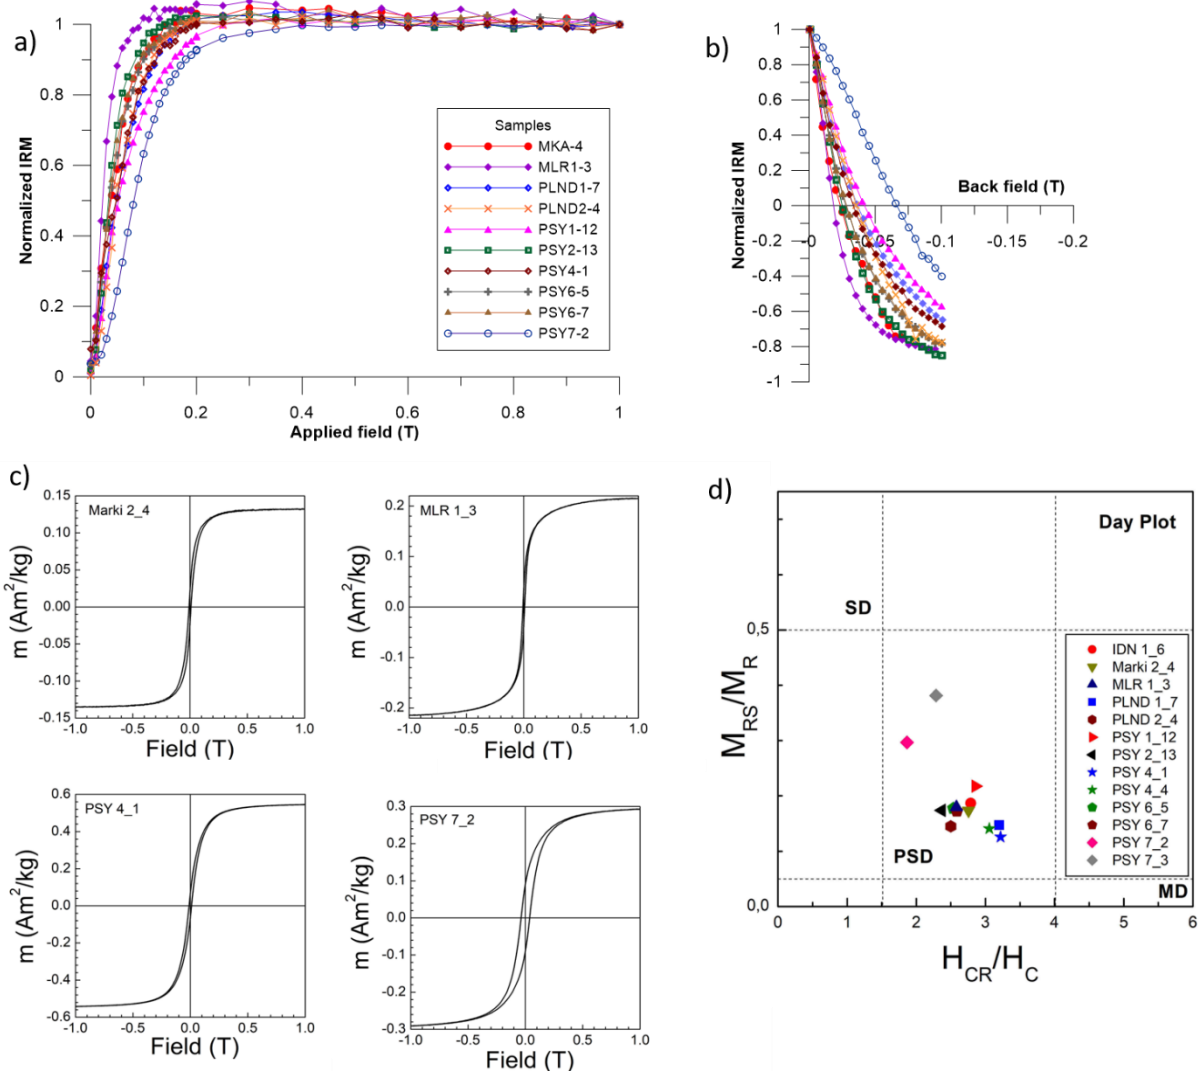 a)
Normalized IRM
1
0.8
0.6
0.4
0.2
0
0
0.2
0.4
0.6
0.8
1
Applied field (T)
Samples
MKA-4
MLR1-3
PLND1-7
PLND2-4
PSY1-12
PSY2-13
PSY4-1
PSY6-5
PSY6-7
PSY7-2
b)
Normalized IRM
1
0.8
0.6
0.4
0.2
0
-0.2
-0.4
-0.6
-0.8
-1
Back field (T)
-0
-0.05
-0.1
-0.2
c)
Marki 2_4
m (Am²/kg)
0.15
0.10
0.05
0.00
-0.05
-0.10
-0.15
-1.0
-0.5
0.0
0.5
1.0
Field (T)
MLR 1_3
m (Am²/kg)
0.2
0.1
0.0
-0.1
-0.2
-1.0
-0.5
0.0
0.5
1.0
Field (T)
PSY 4_1
m (Am²/kg)
0.6
0.4
0.2
0.0
-0.2
-0.4
-0.6
-1.0
-0.5
0.0
0.5
1.0
Field (T)
PSY 7_2
m (Am²/kg)
0.3
0.2
0.1
0.0
-0.1
-0.2
-0.3
-1.0
-0.5
0.0
0.5
1.0
Field (T)
d)
Day Plot
SD
PSD
MD
M_RS/M_R
0,5
0,0
0
1
2
3
4
5
6
H_CR/H_C
IDN 1_6
Marki 2_4
MLR 1_3
PLND 1_7
PLND 2_4
PSY 1_12
PSY 2_13
PSY 4_1
PSY 4_4
PSY 6_5
PSY 6_7
PSY 7_2
PSY 7_3